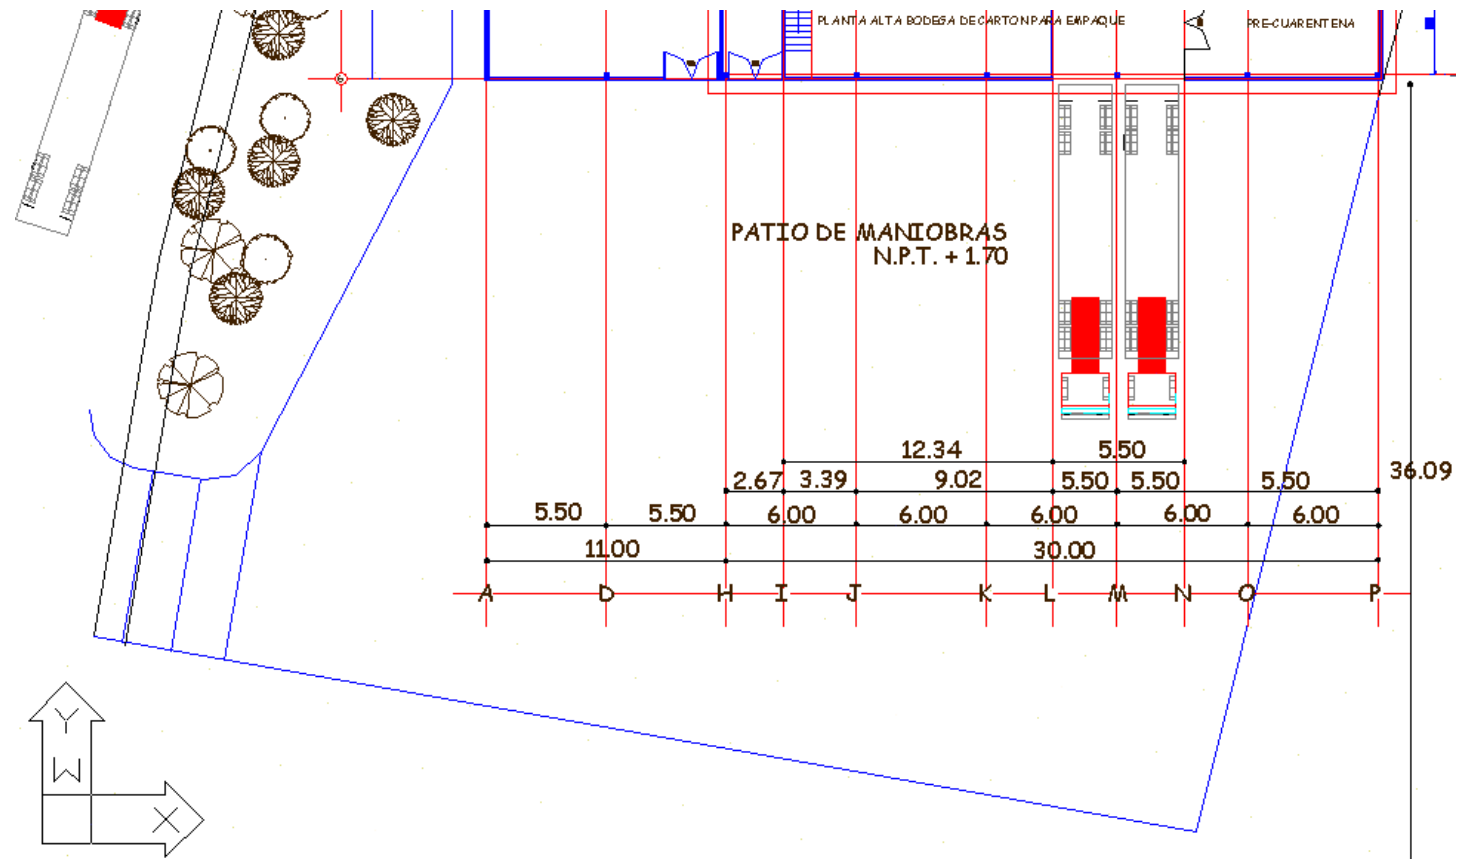 PLANTA ALTA BODEGA DE CARTON PARA EMPAQUE
PRE-CUARENTENA
PATIO DE MANIOBRAS
N.P.T. + 1.70
12.34 5.50
2.67 3.39 9.02 5.50 5.50 5.50 36.09
5.50 5.50 6.00 6.00 6.00 6.00 6.00
11.00 30.00
A D H I J K L M N O P
Y
W
X